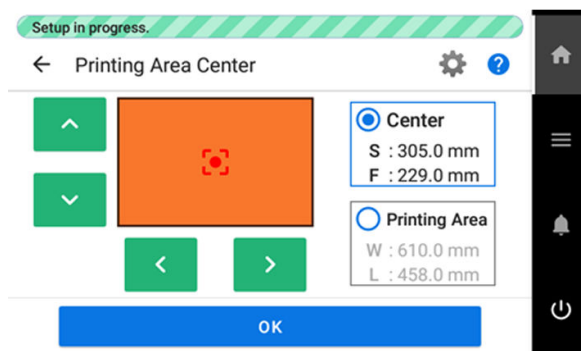 Setup in progress.
Printing Area Center
?
Center
S : 305.0 mm
F : 229.0 mm
Printing Area
W : 610.0 mm
L : 458.0 mm
OK